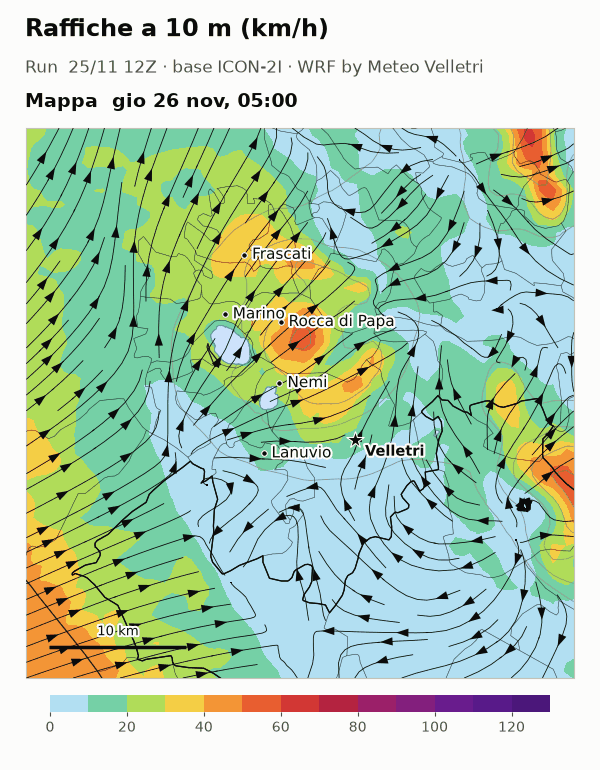 Raffiche a 10 m (km/h)
Run  25/11 12Z · base ICON-2I · WRF by Meteo Velletri
Mappa  gio 26 nov, 05:00
Frascati
Marino
Rocca di Papa
Nemi
Velletri
Lanuvio
10 km
0 20 40 60 80 100 120